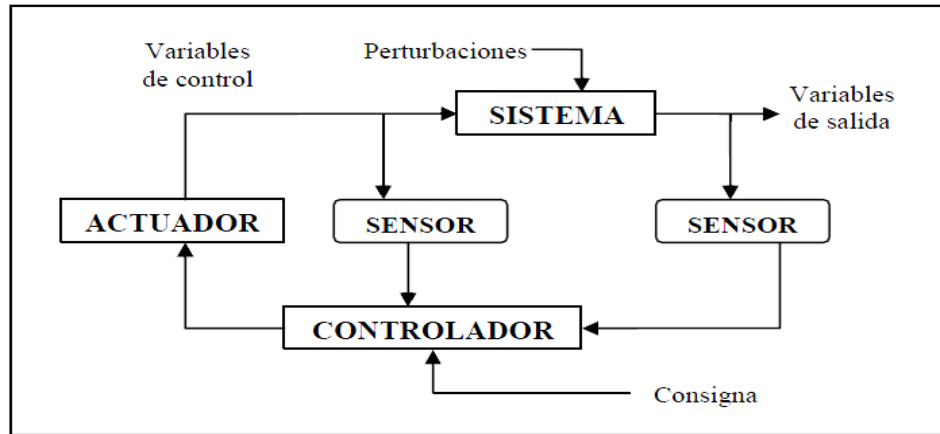 Variables
de control
Perturbaciones
SISTEMA
Variables
de salida
ACTUADOR
SENSOR
SENSOR
CONTROLADOR
Consigna